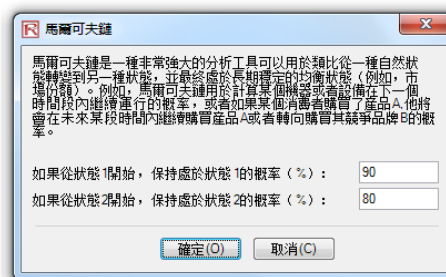 馬爾可夫鏈
馬爾可夫鏈是一種非常強大的分析工具可以用於類比從一種自然狀
態轉變到另一種狀態，並最終處於長期穩定的均衡狀態（例如，市
場份額）。例如，馬爾可夫鏈用於計算某個機器或者設備在下一個
時間段內繼續運行的概率，或者如果某個消費者購買了產品A.他將
會在未來某段時間內繼續購買產品A或者轉向購買其競爭品牌B的概
率。
如果從狀態1開始，保持處於狀態1的概率（%）： 90
如果從狀態2開始，保持處於狀態2的概率（%）： 80
確定(O) 取消(C)